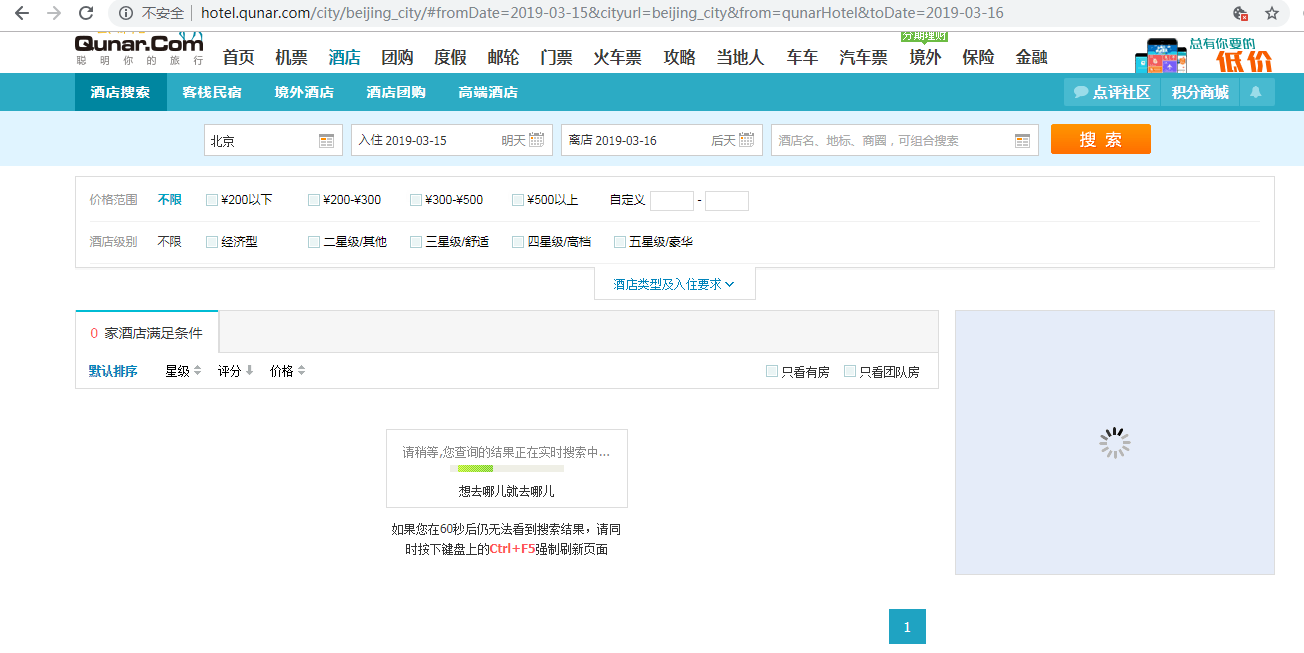 不安全 hotel.qunar.com/city/beijing_city/#fromDate=2019-03-15&cityurl=beijing_city&from=qunarHotel&toDate=2019-03-16
Qunar.Com
聪明你的旅行
首页 机票 酒店 团购 度假 邮轮 门票 火车票 攻略 当地人 车车 汽车票 境外 保险 金融
分期理财
总有你要的
低价
酒店搜索 客栈民宿 境外酒店 酒店团购 高端酒店 点评社区 积分商城
北京 入住 2019-03-15 明天 离店 2019-03-16 后天 酒店名、地标、商圈，可组合搜索 搜 索
价格范围 不限 ¥200以下 ¥200-¥300 ¥300-¥500 ¥500以上 自定义 -
酒店级别 不限 经济型 二星级/其他 三星级/舒适 四星级/高档 五星级/豪华
酒店类型及入住要求
0 家酒店满足条件
默认排序 星级 评分 价格 只看有房 只看团队房
请稍等,您查询的结果正在实时搜索中...
想去哪儿就去哪儿
如果您在60秒后仍无法看到搜索结果，请同
时按下键盘上的Ctrl+F5强制刷新页面
1